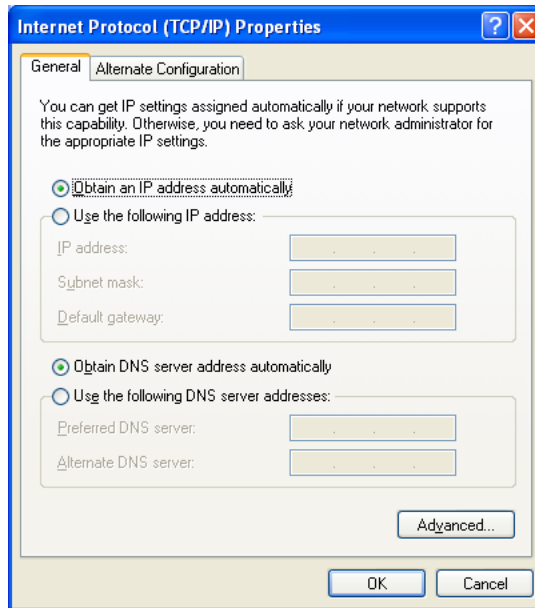 Internet Protocol (TCP/IP) Properties
General
Alternate Configuration
You can get IP settings assigned automatically if your network supports
this capability. Otherwise, you need to ask your network administrator for
the appropriate IP settings.
Obtain an IP address automatically
Use the following IP address:
IP address:
Subnet mask:
Default gateway:
Obtain DNS server address automatically
Use the following DNS server addresses:
Preferred DNS server:
Alternate DNS server:
Advanced...
OK
Cancel